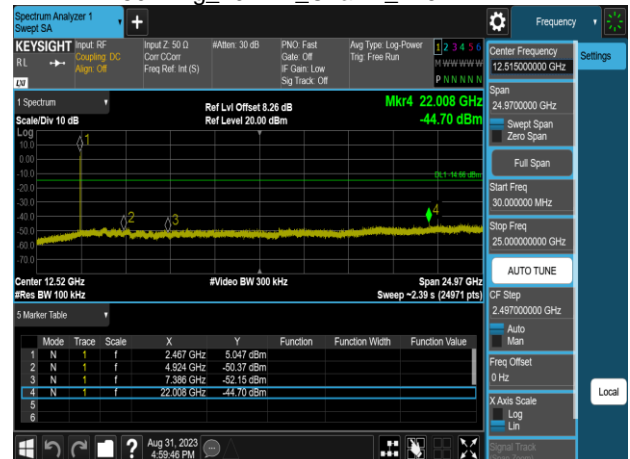 Spectrum Analyzer 1
Swept SA
Frequency
KEYSIGHT Input: RF
RL
Coupling: DC
Align: Off
Input Z: 50 Ω
Corr CCorr
Freq Ref: Int (S)
#Atten: 30 dB
PNO: Fast
Gate: Off
IF Gain: Low
Sig Track: Off
Avg Type: Log-Power
Trig: Free Run
1 2 3 4 5 6
M W W W W W
P N N N N N
LXI
1 Spectrum
Scale/Div 10 dB
Ref Lvl Offset 8.26 dB
Ref Level 20.00 dBm
Mkr4 22.008 GHz
-44.70 dBm
Log
10.0
0.00
-10.0
-20.0
-30.0
-40.0
-50.0
-60.0
-70.0
1
2
3
4
DL1 -14.66 dBm
Center 12.52 GHz
#Res BW 100 kHz
#Video BW 300 kHz
Span 24.97 GHz
Sweep ~2.39 s (24971 pts)
5 Marker Table
Mode Trace Scale X Y Function Function Width Function Value
1 N 1 f 2.467 GHz 5.047 dBm
2 N 1 f 4.924 GHz -50.37 dBm
3 N 1 f 7.386 GHz -52.15 dBm
4 N 1 f 22.008 GHz -44.70 dBm
5
6
Aug 31, 2023
4:59:46 PM
Center Frequency
12.515000000 GHz
Settings
Span
24.9700000 GHz
Swept Span
Zero Span
Full Span
Start Freq
30.000000 MHz
Stop Freq
25.000000000 GHz
AUTO TUNE
CF Step
2.497000000 GHz
Auto
Man
Freq Offset
0 Hz
X Axis Scale
Log
Lin
Local
Signal Track
(Span Zoom)